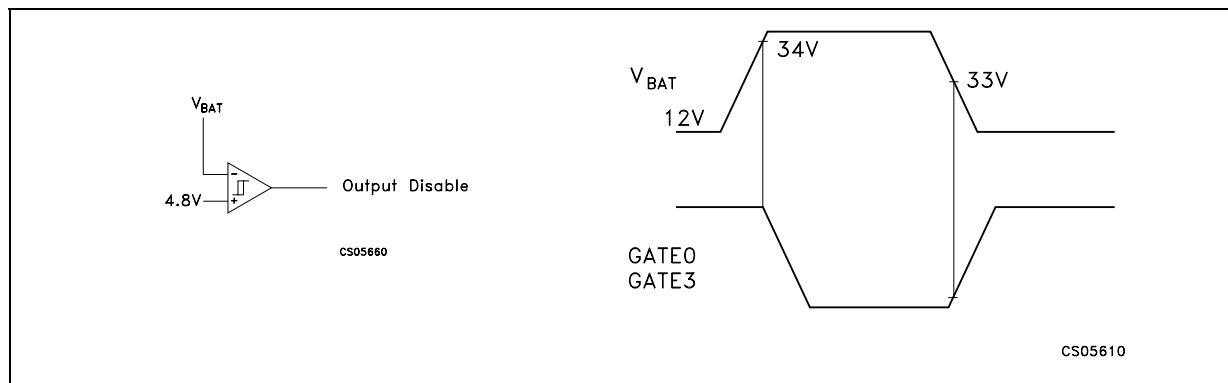 V_BAT
-
4.8V
+
Output Disable
CS05660
34V
V_BAT
33V
12V
GATE0
GATE3
CS05610